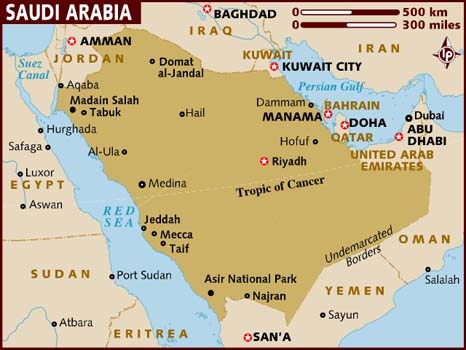 SAUDI ARABIA
BAGHDAD
0 500 km
0 300 miles
AMMAN
IRAQ
IRAN
JORDAN
Suez
Canal
Domat
al-Jandal
KUWAIT
KUWAIT CITY
LP
Aqaba
Persian Gulf
Madain Salah
Tabuk
Hail
Dammam
BAHRAIN
MANAMA
DOHA
Dubai
Hurghada
QATAR
ABU
DHABI
Safaga
Al-Ula
Hofuf
Riyadh
UNITED ARAB
EMIRATES
Luxor
EGYPT
Medina
Tropic of Cancer
Aswan
RED
SEA
Jeddah
Mecca
Taif
Undemarcated
Borders
OMAN
SUDAN
Port Sudan
Asir National Park
Najran
YEMEN
Salalah
Atbara
ERITREA
SAN'A
Sayun